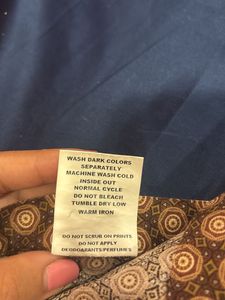 WASH DARK COLORS
SEPARATELY
MACHINE WASH COLD
INSIDE OUT
NORMAL CYCLE
DO NOT BLEACH
TUMBLE DRY LOW
WARM IRON
DO NOT SCRUB ON PRINTS
DO NOT APPLY
DEODORANTS/PERFUMES